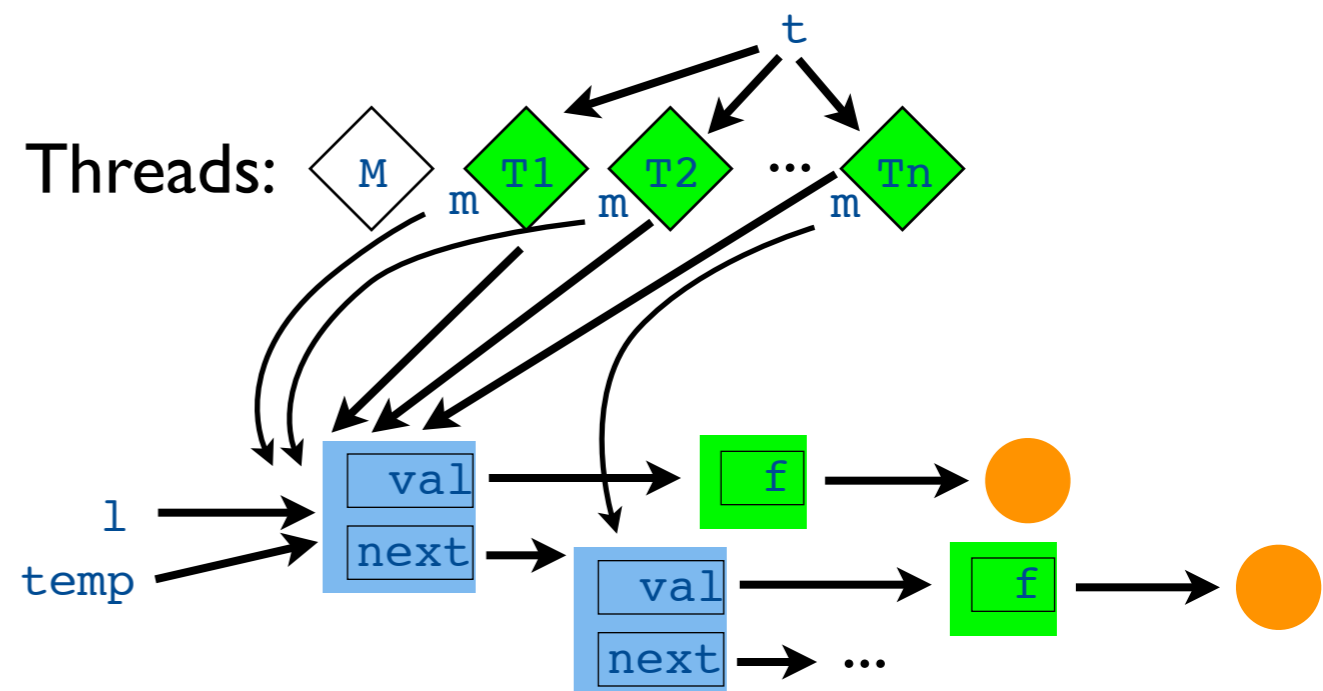 t
Threads: M T1 T2 ... Tn
m m m
val f
l
next
temp
val f
next ...